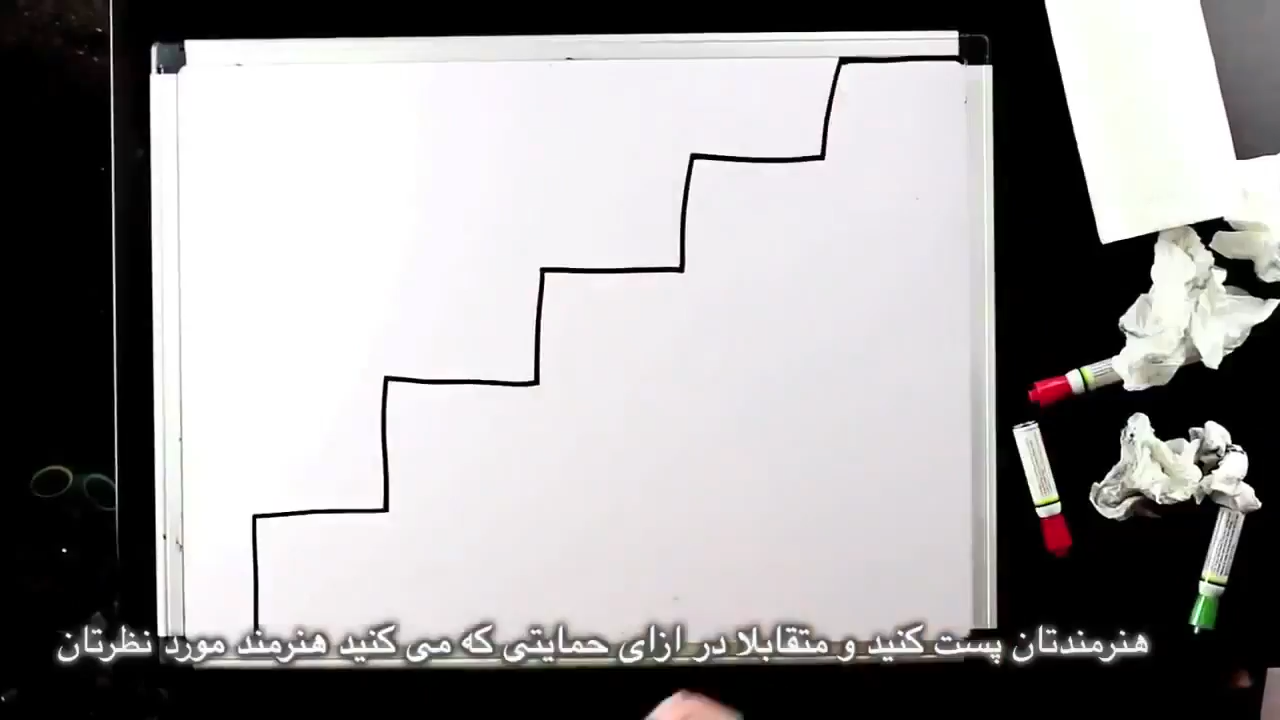 هنرمندتان پست کنید و متقابلا در ازای حمایتی که می کنید هنرمند مورد نظرتان